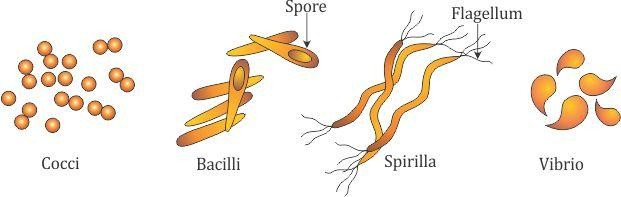 Spore
Flagellum
Cocci
Bacilli
Spirilla
Vibrio